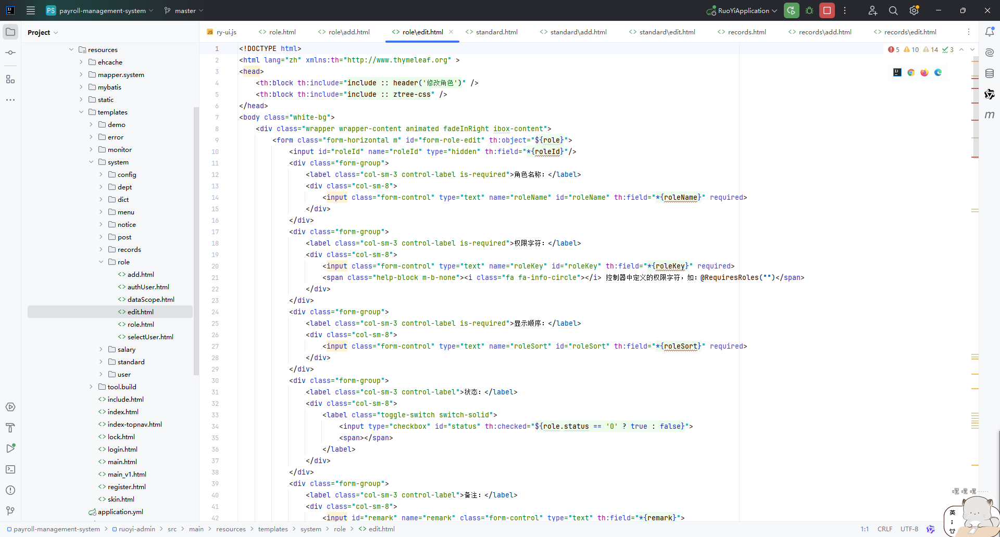 PS payroll-management-system master RuoYiApplication
Project
resources
ehcache
mapper.system
mybatis
static
templates
demo
error
monitor
system
config
dept
dict
menu
notice
post
records
role
add.html
authUser.html
dataScope.html
edit.html
role.html
selectUser.html
salary
standard
user
tool.build
include.html
index.html
index-topnav.html
lock.html
login.html
main.html
main_v1.html
register.html
skin.html
application.yml
JS ry-ui.js <> role.html <> role\add.html <> role\edit.html <> standard.html <> standard\add.html <> standard\edit.html <> records.html <> records\add.html <> records\edit.html
5 10 14 3
1 <!DOCTYPE html>
2 <html lang="zh" xmlns:th="http://www.thymeleaf.org" >
3 <head>
4 <th:block th:include="include :: header('修改角色')" />
5 <th:block th:include="include :: ztree-css" />
6 </head>
7 <body class="white-bg">
8 <div class="wrapper wrapper-content animated fadeInRight ibox-content">
9 <form class="form-horizontal m" id="form-role-edit" th:object="${role}">
10 <input id="roleId" name="roleId" type="hidden" th:field="*{roleId}"/>
11 <div class="form-group">
12 <label class="col-sm-3 control-label is-required">角色名称：</label>
13 <div class="col-sm-8">
14 <input class="form-control" type="text" name="roleName" id="roleName" th:field="*{roleName}" required>
15 </div>
16 </div>
17 <div class="form-group">
18 <label class="col-sm-3 control-label is-required">权限字符：</label>
19 <div class="col-sm-8">
20 <input class="form-control" type="text" name="roleKey" id="roleKey" th:field="*{roleKey}" required>
21 <span class="help-block m-b-none"><i class="fa fa-info-circle"></i> 控制器中定义的权限字符，如：@RequiresRoles("")</span>
22 </div>
23 </div>
24 <div class="form-group">
25 <label class="col-sm-3 control-label is-required">显示顺序：</label>
26 <div class="col-sm-8">
27 <input class="form-control" type="text" name="roleSort" id="roleSort" th:field="*{roleSort}" required>
28 </div>
29 </div>
30 <div class="form-group">
31 <label class="col-sm-3 control-label">状态：</label>
32 <div class="col-sm-8">
33 <label class="toggle-switch switch-solid">
34 <input type="checkbox" id="status" th:checked="${role.status == '0' ? true : false}">
35 <span></span>
36 </label>
37 </div>
38 </div>
39 <div class="form-group">
40 <label class="col-sm-3 control-label">备注：</label>
41 <div class="col-sm-8">
42 <input id="remark" name="remark" class="form-control" type="text" th:field="*{remark}">
嘿嘿嘿······
英
；
payroll-management-system > ruoyi-admin > src > main > resources > templates > system > role > <> edit.html
1:1 CRLF UTF-8